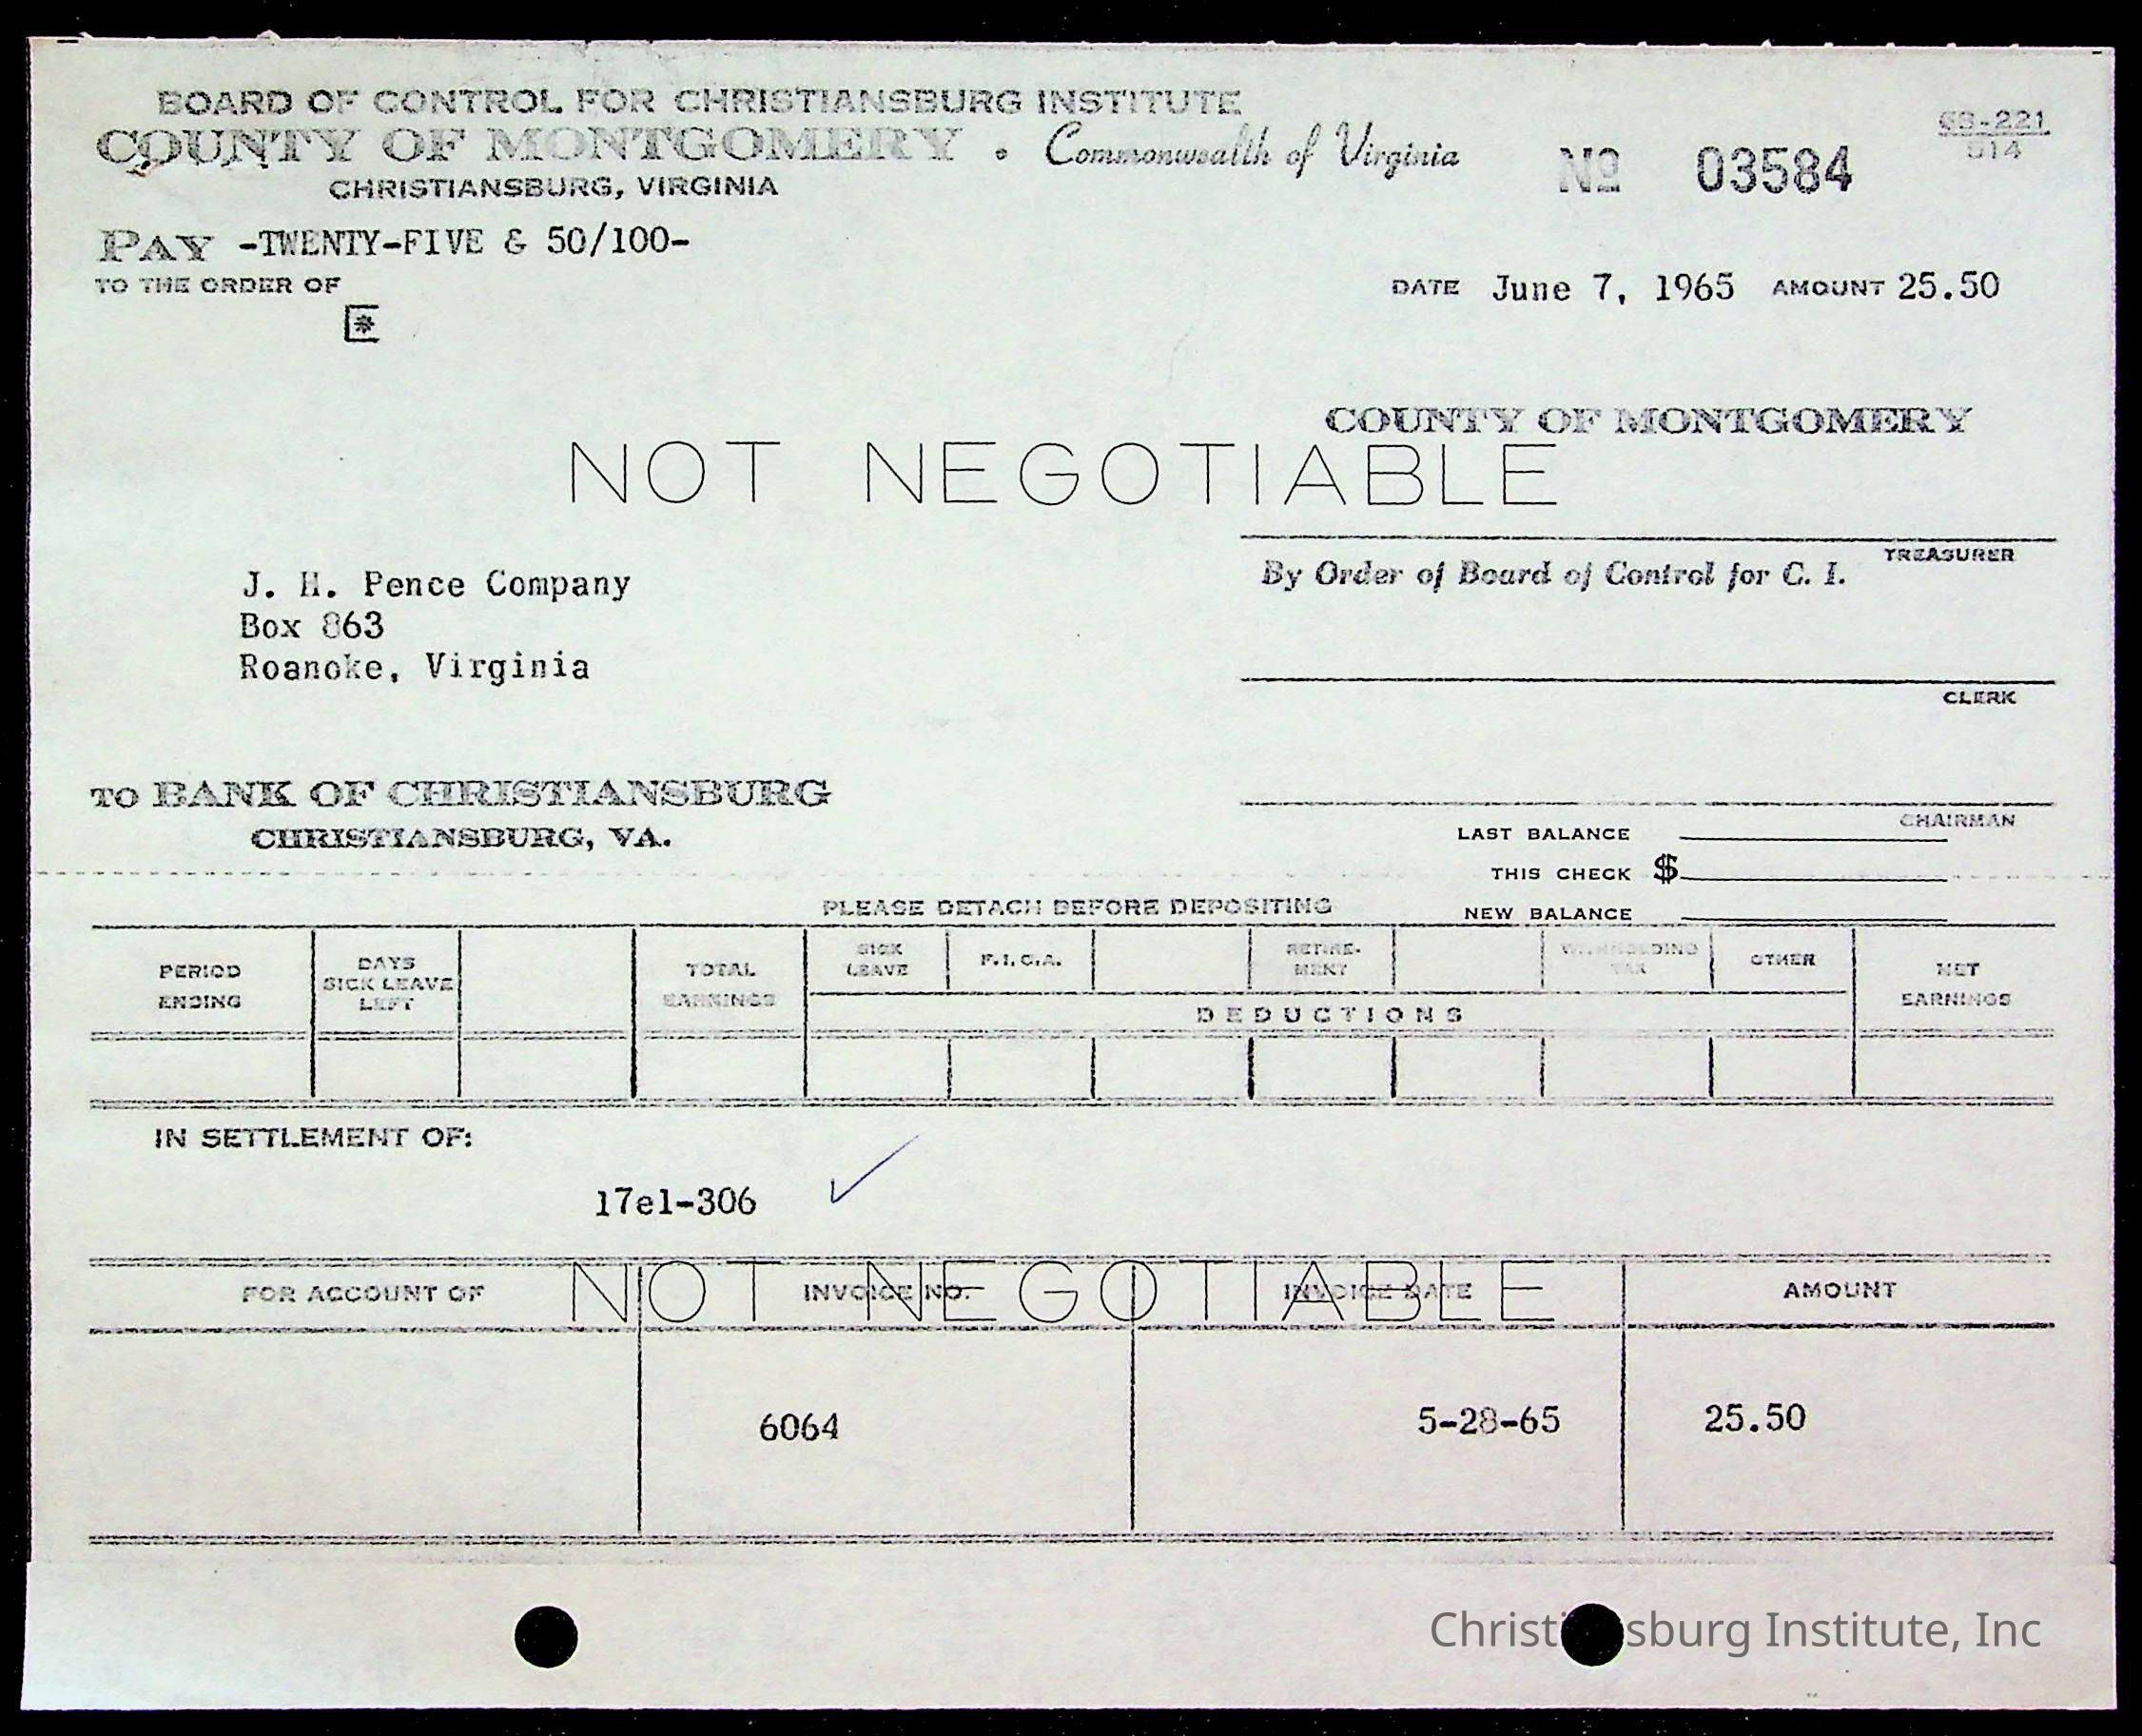 BOARD OF CONTROL FOR CHRISTIANSBURG INSTITUTE
COUNTY OF MONTGOMERY • Commonwealth of Virginia
CHRISTIANSBURG, VIRGINIA
68-221
514
No 03584
PAY -TWENTY-FIVE & 50/100-
TO THE ORDER OF
DATE June 7, 1965 AMOUNT 25.50
COUNTY OF MONTGOMERY
NOT NEGOTIABLE
TREASURER
By Order of Board of Control for C. I.
J. H. Pence Company
Box 863
Roanoke, Virginia
CLERK
TO BANK OF CHRISTIANSBURG
CHRISTIANSBURG, VA.
CHAIRMAN
LAST BALANCE
THIS CHECK $
NEW BALANCE
PLEASE DETACH BEFORE DEPOSITING
PERIOD
ENDING
DAYS
SICK LEAVE
LEFT
TOTAL
EARNINGS
SICK
LEAVE
F.I.C.A.
RETIRE-
MENT
WITHHOLDING
TAX
OTHER
NET
EARNINGS
DEDUCTIONS
IN SETTLEMENT OF:
17e1-306
NOT NEGOTIABLE
FOR ACCOUNT OF INVOICE NO. INVOICE DATE AMOUNT
6064 5-28-65 25.50
Christiansburg Institute, Inc